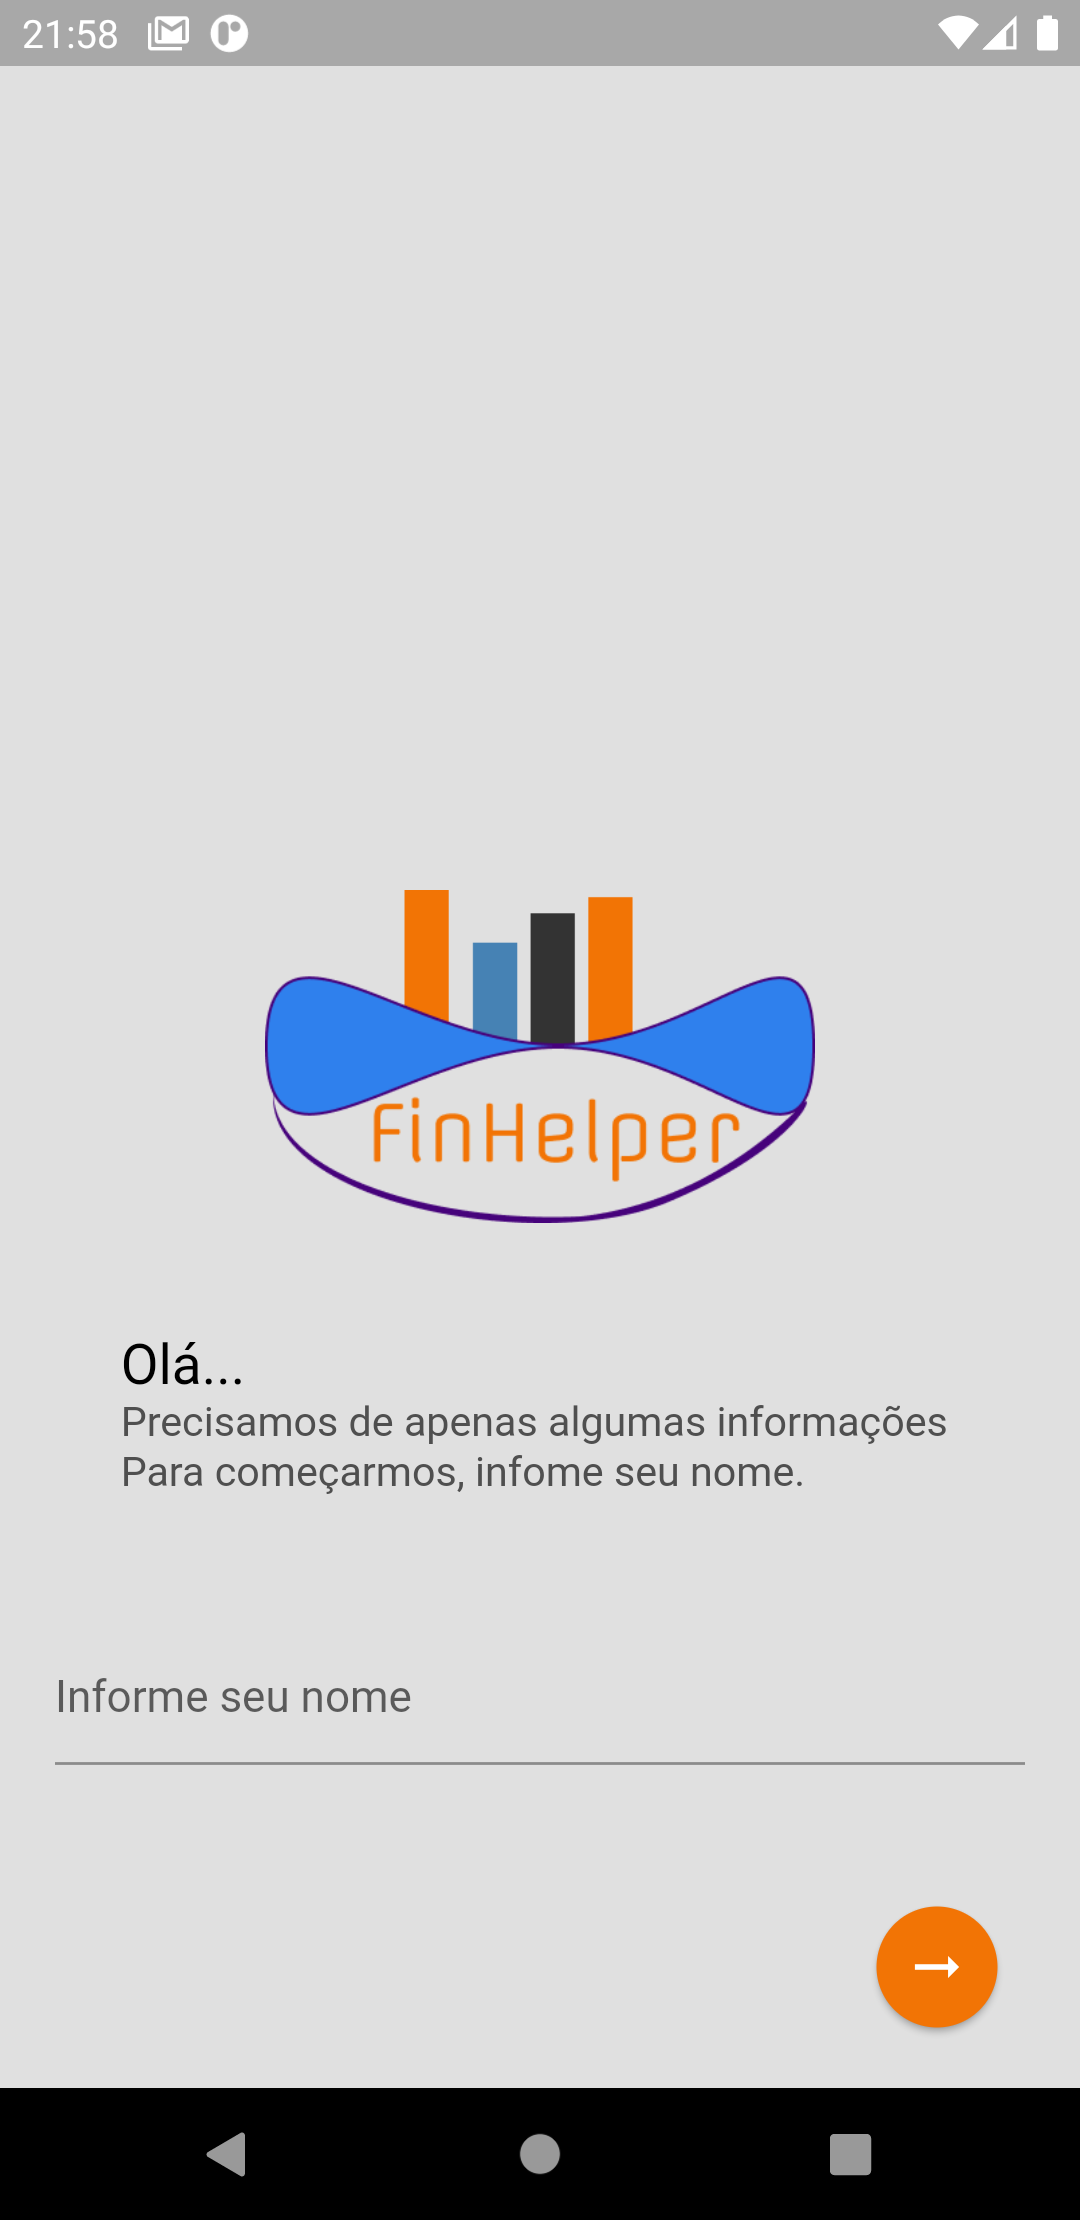 21:58
FinHelper
Olá...
Precisamos de apenas algumas informações
Para começarmos, infome seu nome.
Informe seu nome